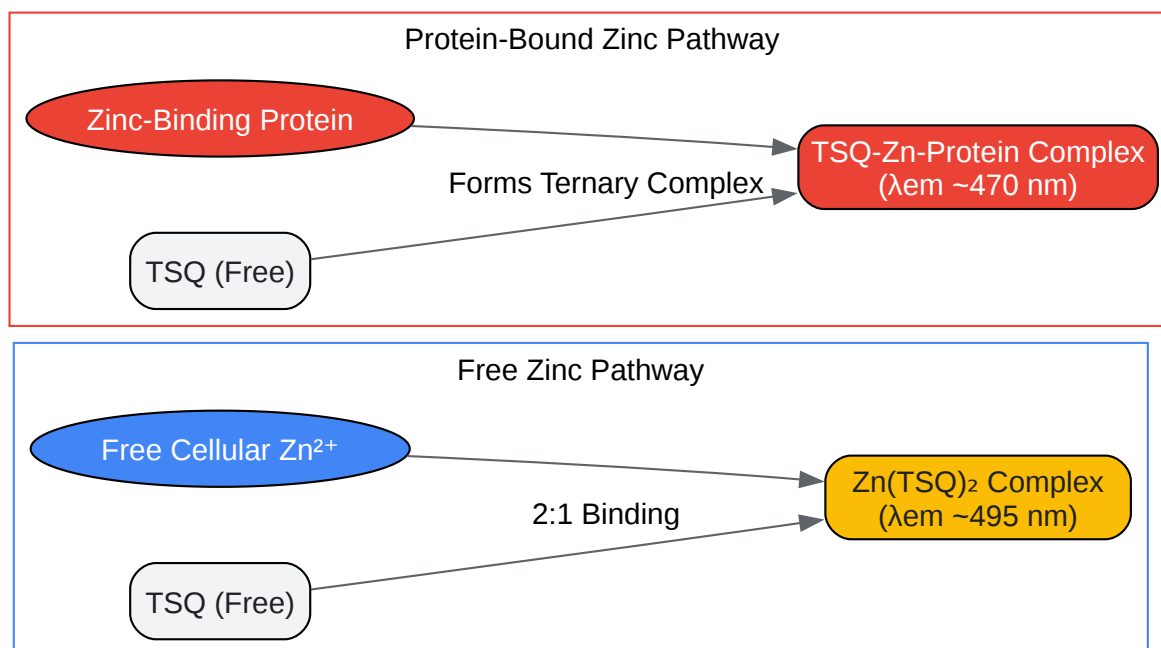 Protein-Bound Zinc Pathway
Zinc-Binding Protein
TSQ-Zn-Protein Complex
(λem ~470 nm)
Forms Ternary Complex
TSQ (Free)
Free Zinc Pathway
Free Cellular Zn²⁺
Zn(TSQ)₂ Complex
(λem ~495 nm)
2:1 Binding
TSQ (Free)